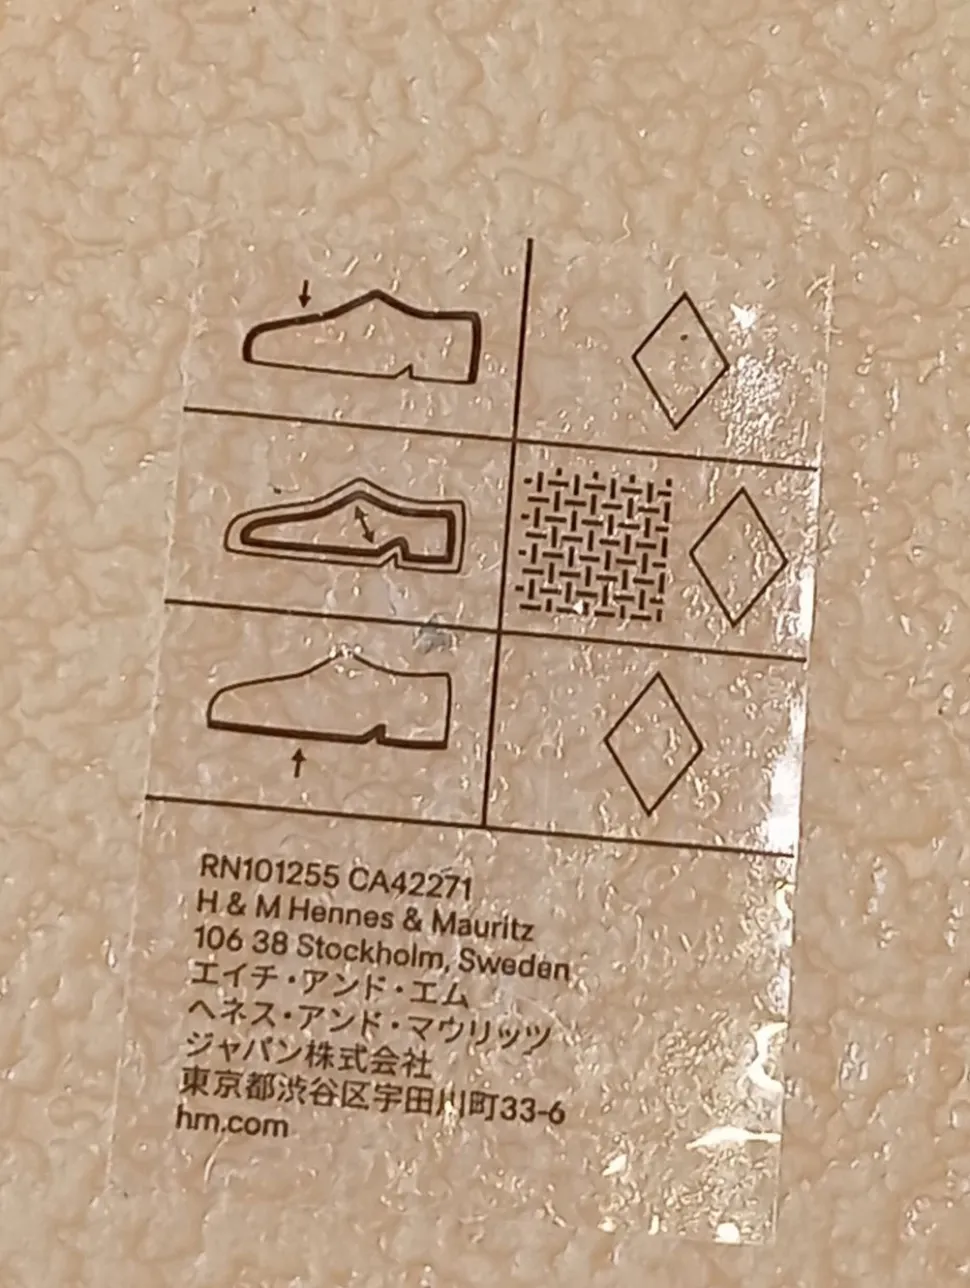 RN101255 CA42271
H & M Hennes & Mauritz
106 38 Stockholm, Sweden
エイチ・アンド・エム
ヘネス・アンド・マウリッツ
ジャパン株式会社
東京都渋谷区宇田川町33-6
hm.com